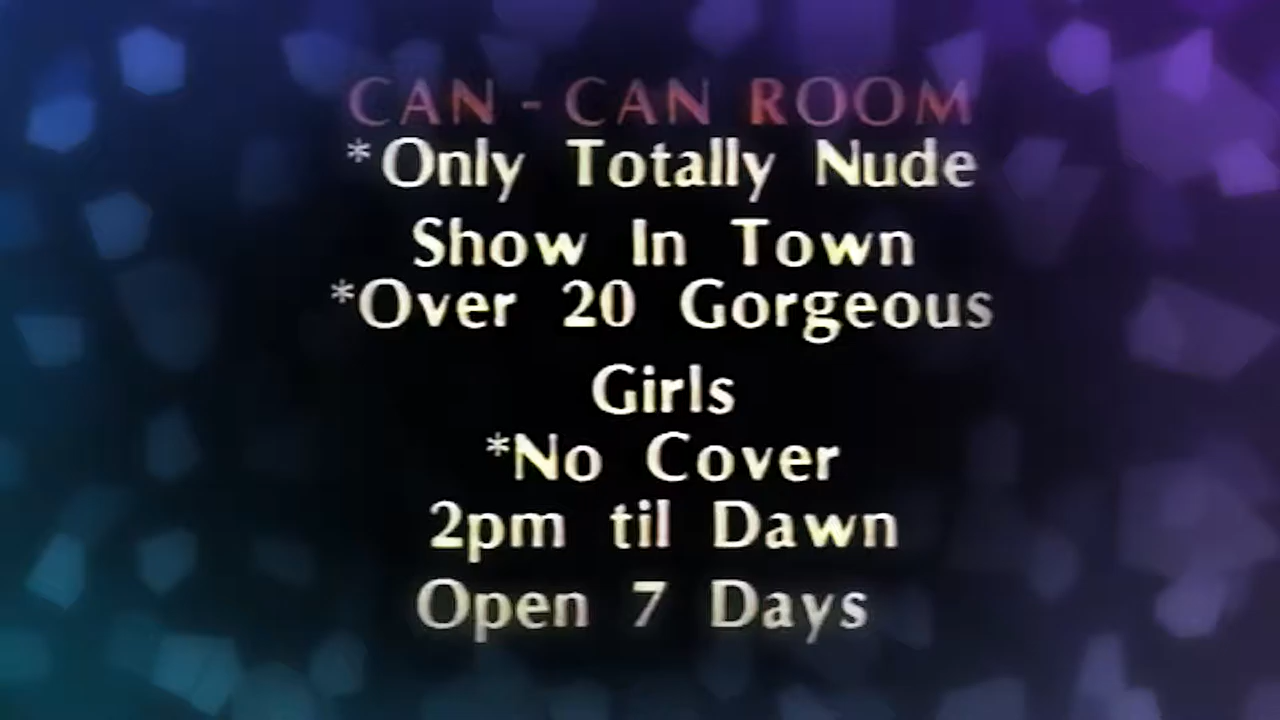 CAN - CAN ROOM
*Only Totally Nude
Show In Town
*Over 20 Gorgeous
Girls
*No Cover
2pm til Dawn
Open 7 Days